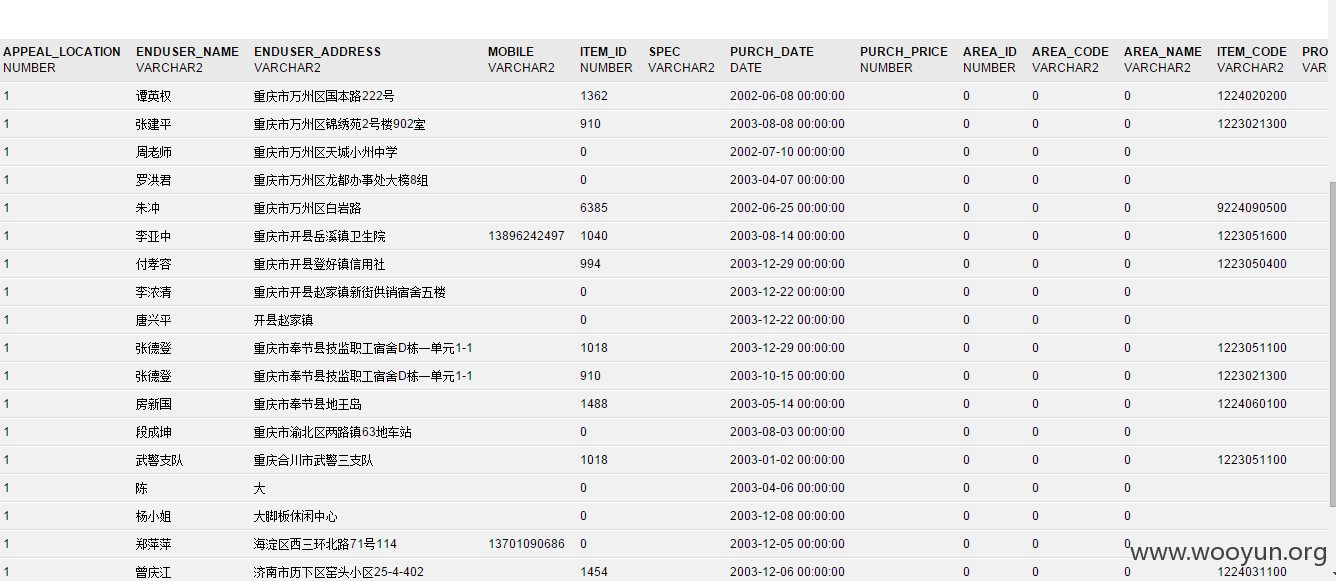 APPEAL_LOCATION ENDUSER_NAME ENDUSER_ADDRESS MOBILE ITEM_ID SPEC PURCH_DATE PURCH_PRICE AREA_ID AREA_CODE AREA_NAME ITEM_CODE PRO
NUMBER VARCHAR2 VARCHAR2 VARCHAR2 NUMBER VARCHAR2 DATE NUMBER NUMBER VARCHAR2 VARCHAR2 VARCHAR2 VAR
1 谭英权 重庆市万州区国本路222号 1362 2002-06-08 00:00:00 0 0 0 1224020200
1 张建平 重庆市万州区锦绣苑2号楼902室 910 2003-08-08 00:00:00 0 0 0 1223021300
1 周老师 重庆市万州区天城小州中学 0 2002-07-10 00:00:00 0 0 0
1 罗洪君 重庆市万州区龙都办事处大榜8组 0 2003-04-07 00:00:00 0 0 0
1 朱冲 重庆市万州区白岩路 6385 2002-06-25 00:00:00 0 0 0 9224090500
1 李亚中 重庆市开县岳溪镇卫生院 13896242497 1040 2003-08-14 00:00:00 0 0 0 1223051600
1 付孝容 重庆市开县登好镇信用社 994 2003-12-29 00:00:00 0 0 0 1223050400
1 李浓清 重庆市开县赵家镇新街供销宿舍五楼 0 2003-12-22 00:00:00 0 0 0
1 唐兴平 开县赵家镇 0 2003-12-22 00:00:00 0 0 0
1 张德登 重庆市奉节县技监职工宿舍D栋一单元1-1 1018 2003-12-29 00:00:00 0 0 0 1223051100
1 张德登 重庆市奉节县技监职工宿舍D栋一单元1-1 910 2003-10-15 00:00:00 0 0 0 1223021300
1 房新国 重庆市奉节县地王岛 1488 2003-05-14 00:00:00 0 0 0 1224060100
1 段成坤 重庆市渝北区两路镇63地车站 0 2003-08-03 00:00:00 0 0 0
1 武警支队 重庆合川市武警三支队 1018 2003-01-02 00:00:00 0 0 0 1223051100
1 陈 大 0 2003-04-06 00:00:00 0 0 0
1 杨小姐 大脚板休闲中心 0 2003-12-08 00:00:00 0 0 0
1 郑萍萍 海淀区西三环北路71号114 13701090686 0 2003-12-05 00:00:00 0 0 0
www.wooyun.org
1 曾庆江 济南市历下区窑头小区25-4-402 1454 2003-12-06 00:00:00 0 0 0 1224031100